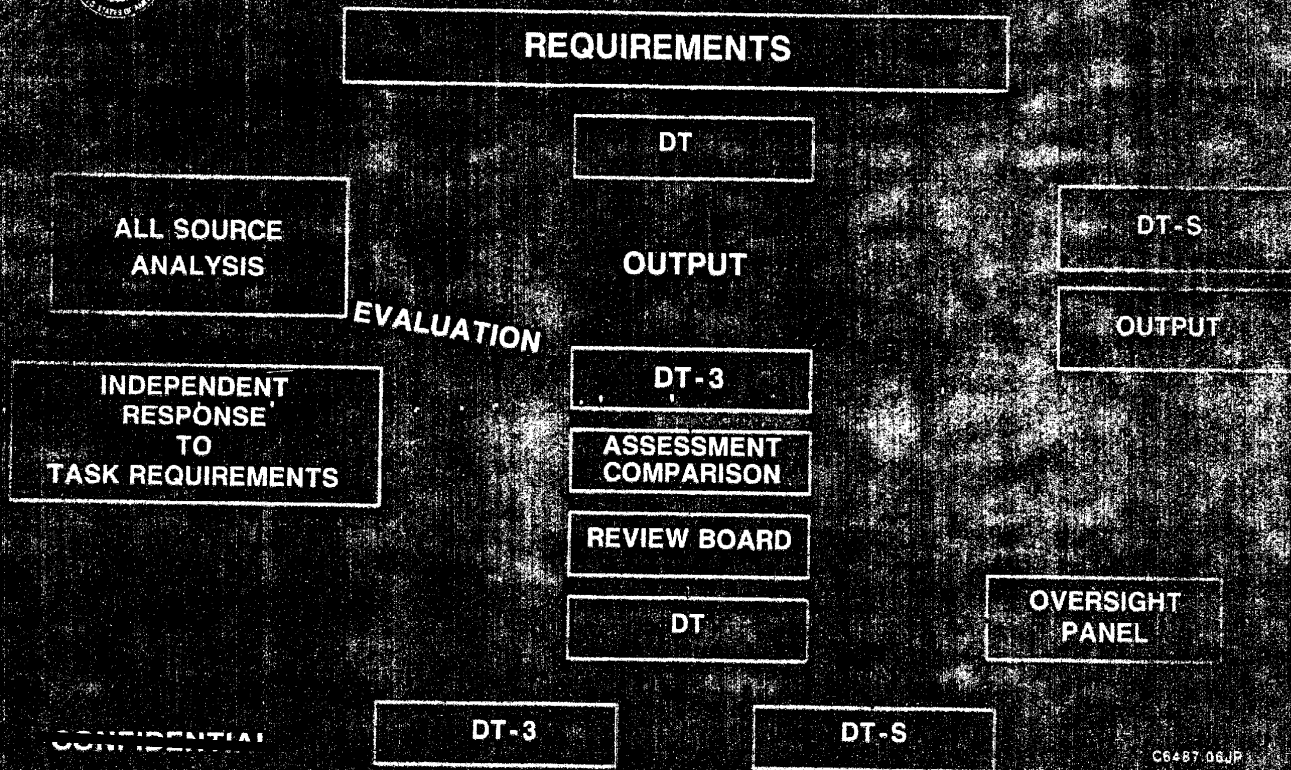 REQUIREMENTS
DT
ALL SOURCE
ANALYSIS
DT-S
OUTPUT
OUTPUT
EVALUATION
DT-3
INDEPENDENT
RESPONSE
TO
TASK REQUIREMENTS
ASSESSMENT
COMPARISON
REVIEW BOARD
DT
OVERSIGHT
PANEL
DT-3
DT-S
CONFIDENTIAL
C6487.06JP